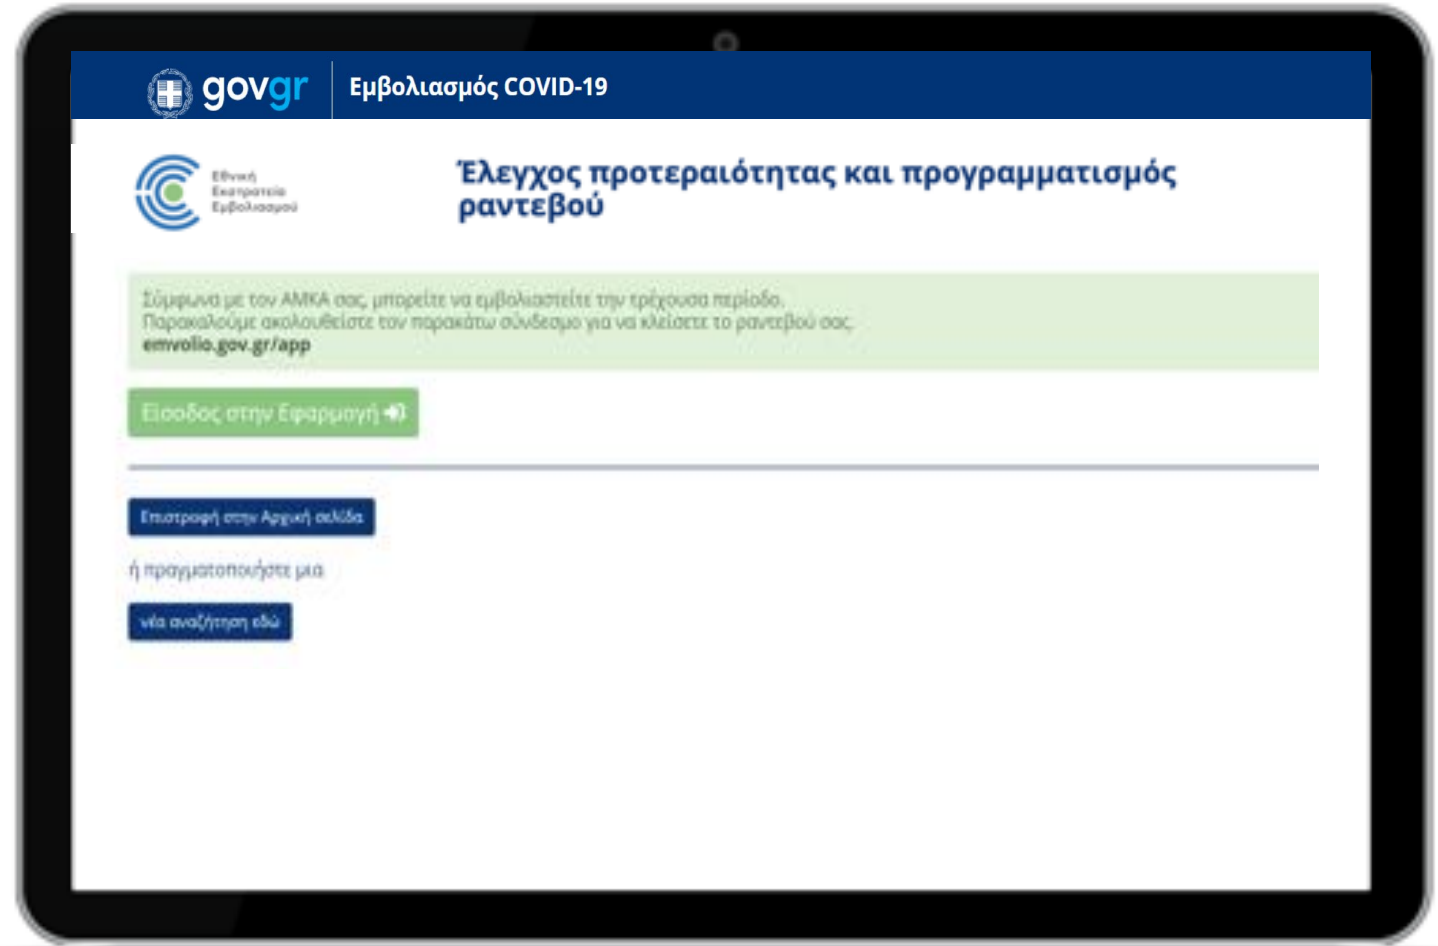 govgr
Εμβολιασμός COVID-19
Εθνική
Εκστρατεία
Εμβολιασμού
Έλεγχος προτεραιότητας και προγραμματισμός
ραντεβού
Σύμφωνα με τον ΑΜΚΑ σας, μπορείτε να εμβολιαστείτε την τρέχουσα περίοδο.
Παρακαλούμε ακολουθείστε τον παρακάτω σύνδεσμο για να κλείσετε το ραντεβού σας.
emvolio.gov.gr/app
Είσοδος στην Εφαρμογή
Επιστροφή στην Αρχική σελίδα
ή πραγματοποιήστε μια
νέα αναζήτηση εδώ